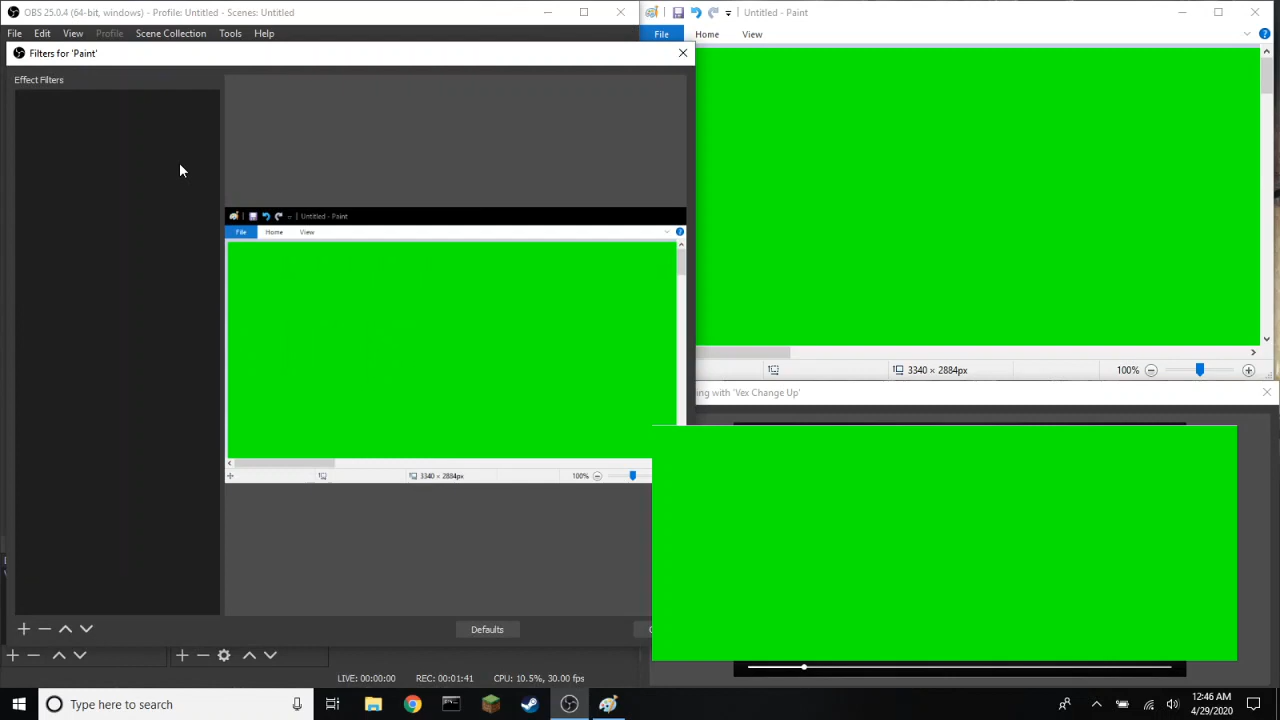 OBS 25.0.4 (64-bit, windows) - Profile: Untitled - Scenes: Untitled
File Edit View Profile Scene Collection Tools Help
Filters for 'Paint'
Effect Filters
Untitled - Paint
File Home View
Untitled - Paint
File Home View
3340 × 2884px 100%
3340 × 2884px 100%
ing with 'Vex Change Up'
Defaults
LIVE: 00:00:00 REC: 00:01:41 CPU: 10.5%, 30.00 fps
Type here to search
12:46 AM
4/29/2020